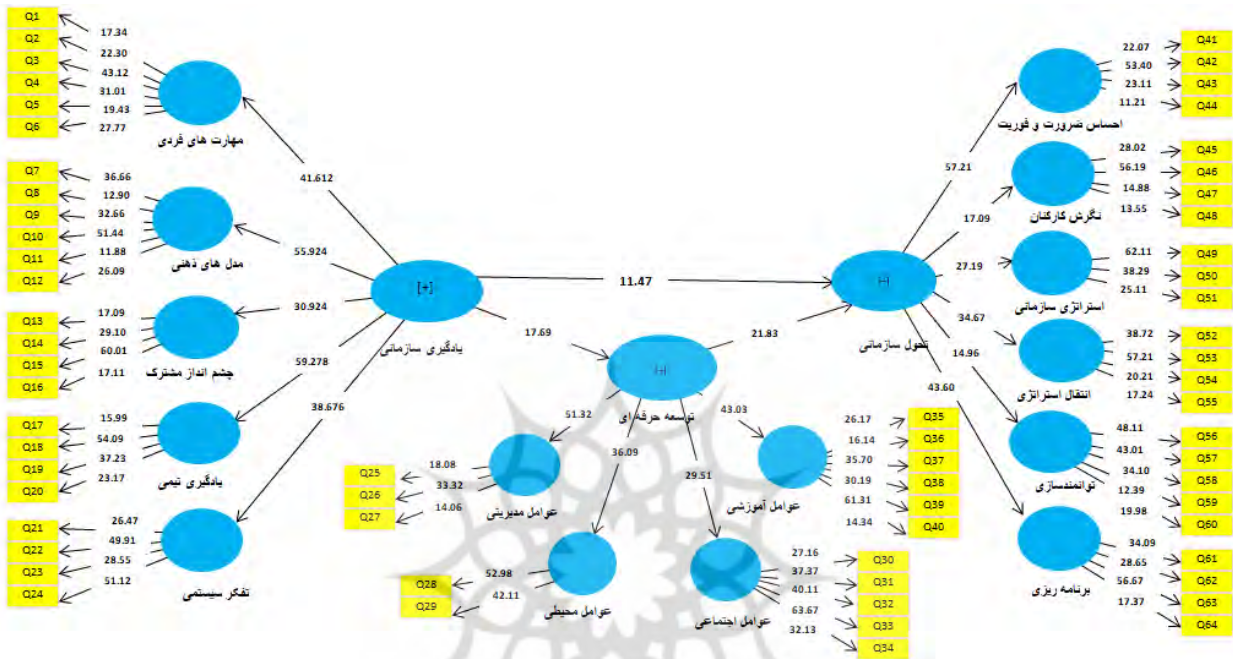 Q1
Q2
Q3
Q4
Q5
Q6
17.34
22.30
43.12
31.01
19.43
27.77
مهارت های فردی
Q7
Q8
Q9
Q10
Q11
Q12
36.66
12.90
32.66
51.44
11.88
26.09
مدل های ذهنی
Q13
Q14
Q15
Q16
17.09
29.10
60.01
17.11
چشم انداز مشترک
Q17
Q18
Q19
Q20
15.99
54.09
37.23
23.17
یادگیری تیمی
Q21
Q22
Q23
Q24
26.47
49.91
28.55
51.12
تفکر سیستمی
41.612
55.924
30.924
59.278
38.676
[+]
یادگیری سازمانی
11.47
17.69
21.83
[+]
توسعه حرفه ای
51.32
36.09
29.51
43.03
Q25
Q26
Q27
18.08
33.32
14.06
عوامل مدیریتی
Q28
Q29
52.98
42.11
عوامل محیطی
27.16
37.37
40.11
63.67
32.13
Q30
Q31
Q32
Q33
Q34
عوامل اجتماعی
26.17
16.14
35.70
30.19
61.31
14.34
Q35
Q36
Q37
Q38
Q39
Q40
عوامل آموزشی
[+]
تحول سازمانی
57.21
17.09
27.19
34.67
14.96
43.60
22.07
53.40
23.11
11.21
Q41
Q42
Q43
Q44
احساس ضرورت و فوریت
28.02
56.19
14.88
13.55
Q45
Q46
Q47
Q48
نگرش کارکنان
62.11
38.29
25.11
Q49
Q50
Q51
استراتژی سازمانی
38.72
57.21
20.21
17.24
Q52
Q53
Q54
Q55
انتقال استراتژی
48.11
43.01
34.10
12.39
19.98
Q56
Q57
Q58
Q59
Q60
توانمندسازی
34.09
28.65
56.67
17.37
Q61
Q62
Q63
Q64
برنامه ریزی